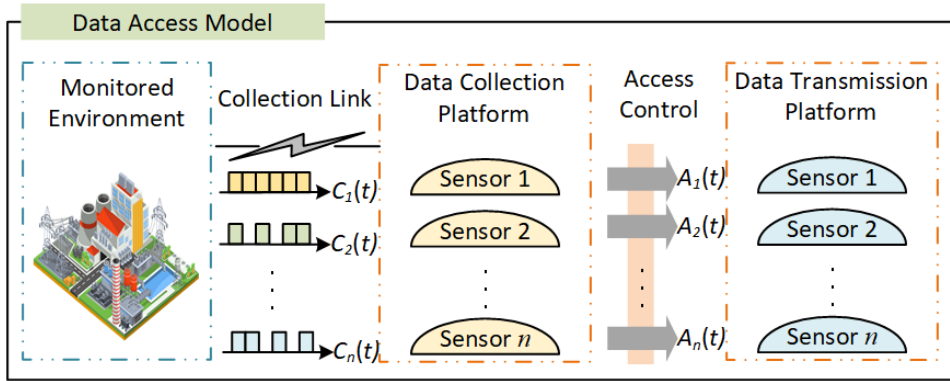 Data Access Model
Monitored
Environment
Collection Link
C₁(t)
C₂(t)
Cₙ(t)
Data Collection
Platform
Sensor 1
Sensor 2
Sensor n
Access
Control
A₁(t)
A₂(t)
Aₙ(t)
Data Transmission
Platform
Sensor 1
Sensor 2
Sensor n